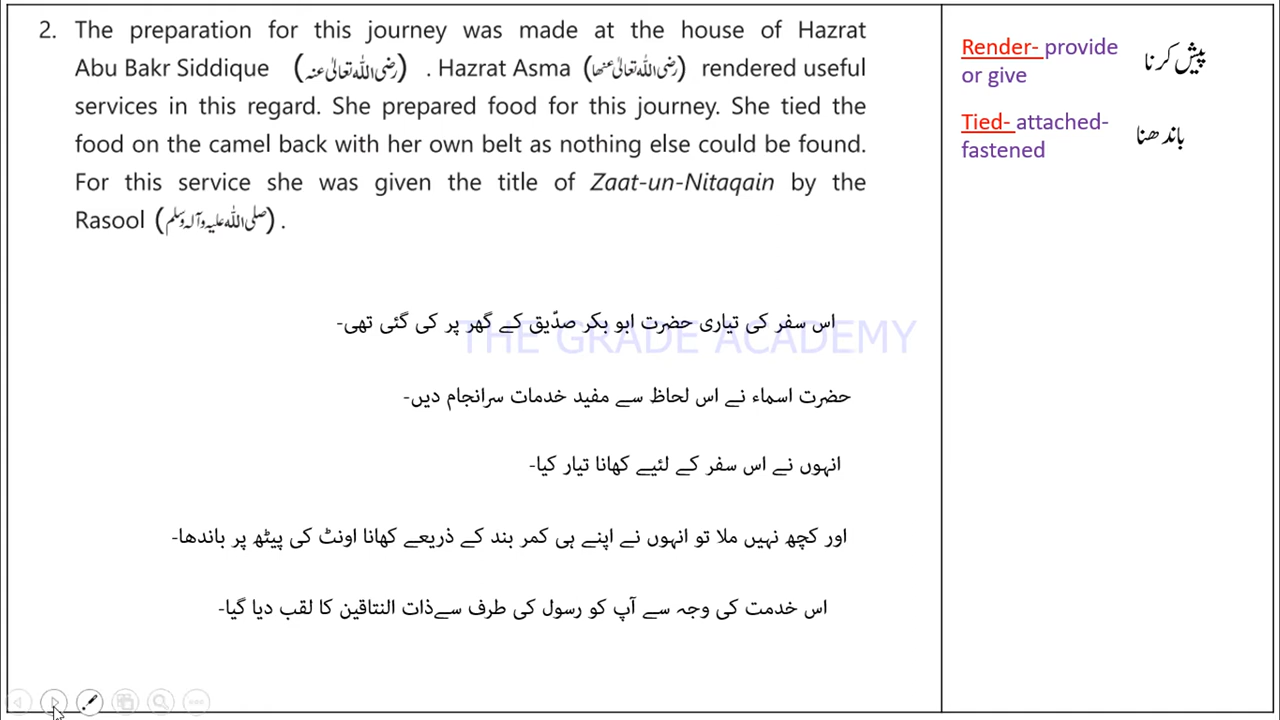 2. The preparation for this journey was made at the house of Hazrat
Abu Bakr Siddique (رضی اللہ تعالیٰ عنہ) . Hazrat Asma (رضی اللہ تعالیٰ عنھا) rendered useful
services in this regard. She prepared food for this journey. She tied the
food on the camel back with her own belt as nothing else could be found.
For this service she was given the title of Zaat-un-Nitaqain by the
Rasool (صلی اللہ علیہ وآلہ وسلم) .
اس سفر کی تیاری حضرت ابو بکر صدّیق کے گھر پر کی گئی تھی-
THE GRADE ACADEMY
حضرت اسماء نے اس لحاظ سے مفید خدمات سرانجام دیں-
انہوں نے اس سفر کے لئیے کھانا تیار کیا-
اور کچھ نہیں ملا تو انہوں نے اپنے ہی کمر بند کے ذریعے کھانا اونٹ کی پیٹھ پر باندھا-
اس خدمت کی وجہ سے آپ کو رسول کی طرف سےذات النتاقین کا لقب دیا گیا-
Render- provide پیش کرنا
or give
Tied- attached- باندھنا
fastened